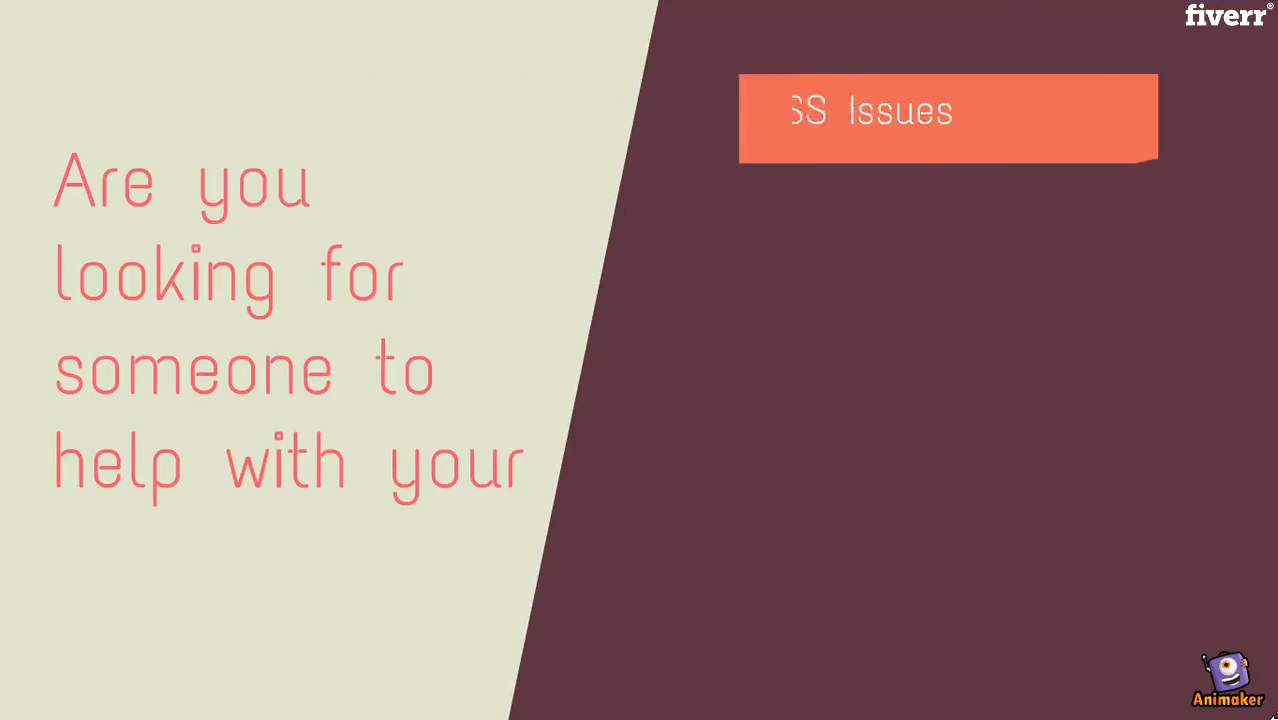 fiverr®
Are you
looking for
someone to
help with your
SS Issues
Animaker